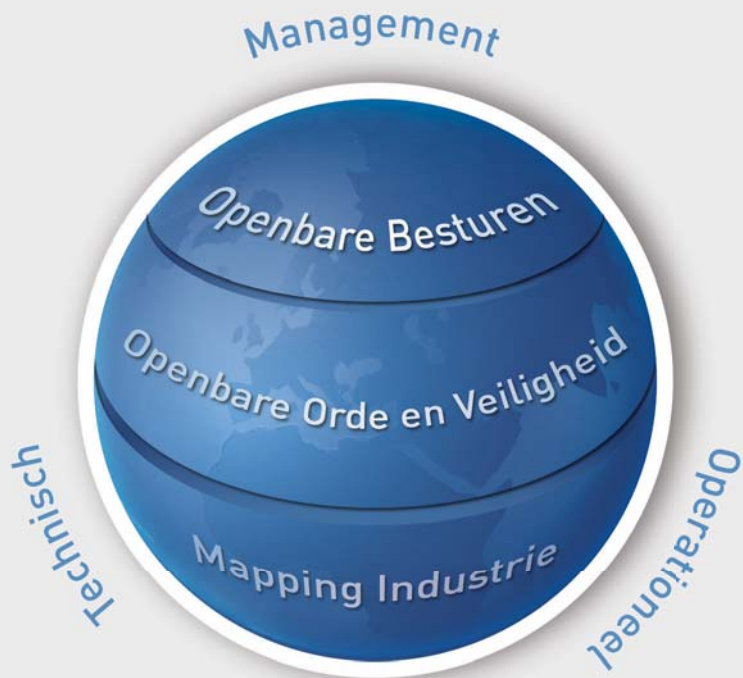 Management
Openbare Besturen
Openbare Orde en Veiligheid
Mapping Industrie
Technisch
Operationeel